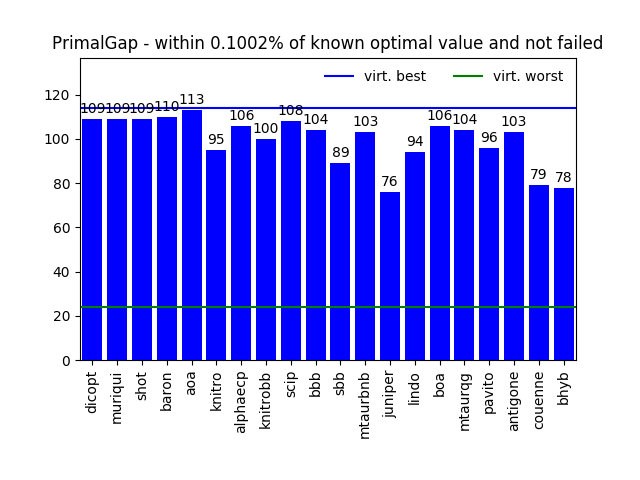 PrimalGap - within 0.1002% of known optimal value and not failed
virt. best virt. worst
120
100
80
60
40
20
0
109 109 109 110 113 95 106 100 108 104 89 103 76 94 106 104 96 103 79 78
dicopt
muriqui
shot
baron
aoa
knitro
alphaecp
knitrobb
scip
bbb
sbb
mtaurbnb
juniper
lindo
boa
mtaurqg
pavito
antigone
couenne
bhyb